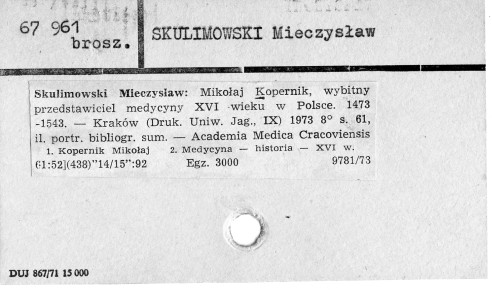 67 961
brosz.
SKULIMOWSKI Mieczysław
Skulimowski Mieczysław: Mikołaj Kopernik, wybitny
przedstawiciel medycyny XVI wieku w Polsce. 1473
-1543. — Kraków (Druk. Uniw. Jag., IX) 1973 8° s. 61,
il. portr. bibliogr. sum. — Academia Medica Cracoviensis
1. Kopernik Mikołaj 2. Medycyna — historia — XVI w.
61:52](438)"14/15":92 Egz. 3000 9781/73
DUJ 867/71 15 000